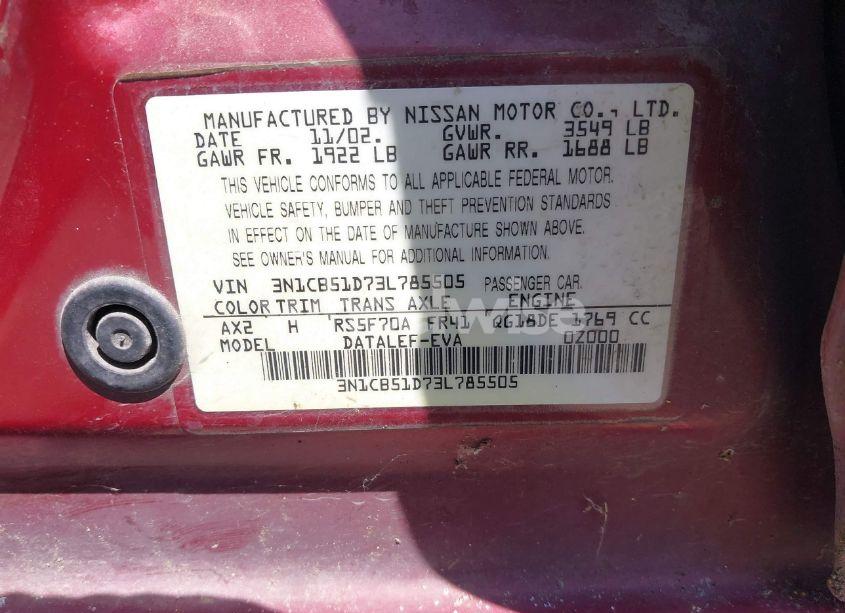 MANUFACTURED BY NISSAN MOTOR CO., LTD.
DATE 11/02. GVWR. 3549 LB
GAWR FR. 1922 LB GAWR RR. 1688 LB
THIS VEHICLE CONFORMS TO ALL APPLICABLE FEDERAL MOTOR.
VEHICLE SAFETY, BUMPER AND THEFT PREVENTION STANDARDS
IN EFFECT ON THE DATE OF MANUFACTURE SHOWN ABOVE.
SEE OWNER'S MANUAL FOR ADDITIONAL INFORMATION.
VIN 3N1CB51D73L785505 PASSENGER CAR.
COLOR TRIM TRANS AXLE ENGINE
AX2 H RS5F70A FR41 QG18DE 1769 CC
MODEL DATALEF-EVA 0Z000
3N1CB51D73L785505